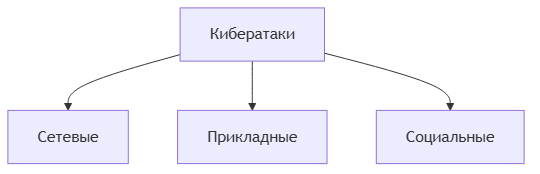 Кибератаки
Сетевые
Прикладные
Социальные